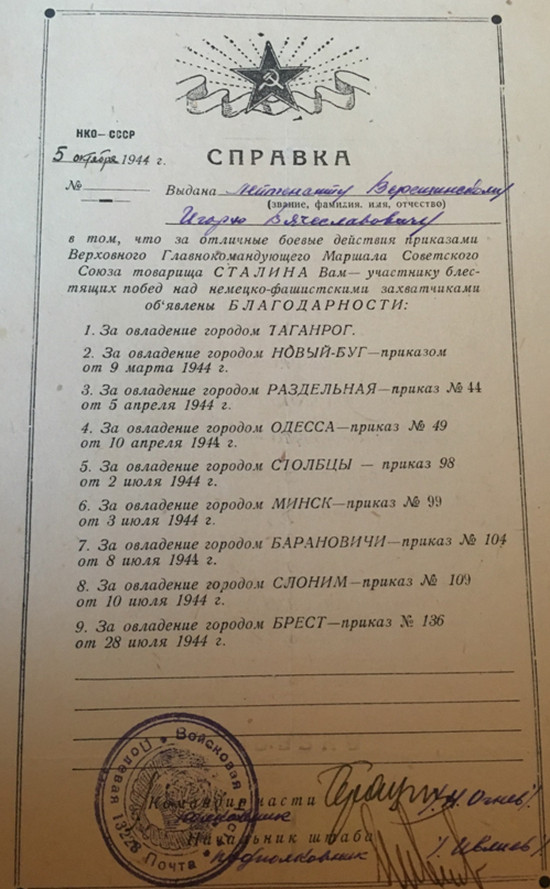 НКО—СССР
5 октября 1944 г.
СПРАВКА
№
Выдана лейтенанту Верещинскому
(звание, фамилия, имя, отчество)
Игорю Вячеславовичу
в том, что за отличные боевые действия приказами
Верховного Главнокомандующего Маршала Советского
Союза товарища СТАЛИНА Вам—участнику блес-
тящих побед над немецко-фашистскими захватчиками
об'явлены БЛАГОДАРНОСТИ:
1. За овладение городом ТАГАНРОГ.
2. За овладение городом НОВЫЙ-БУГ—приказом
от 9 марта 1944 г.
3. За овладение городом РАЗДЕЛЬНАЯ—приказ № 44
от 5 апреля 1944 г.
4. За овладение городом ОДЕССА—приказ № 49
от 10 апреля 1944 г.
5. За овладение городом СТОЛБЦЫ — приказ 98
от 2 июля 1944 г.
6. За овладение городом МИНСК—приказ № 99
от 3 июля 1944 г.
7. За овладение городом БАРАНОВИЧИ—приказ № 104
от 8 июля 1944 г.
8. За овладение городом СЛОНИМ—приказ № 109
от 10 июля 1944 г.
9. За овладение городом БРЕСТ—приказ № 136
от 28 июля 1944 г.
Полевая Почта Войсковая часть
Командир части
полковник /Н. Огнев/
Начальник штаба
подполковник /Ивлиев/